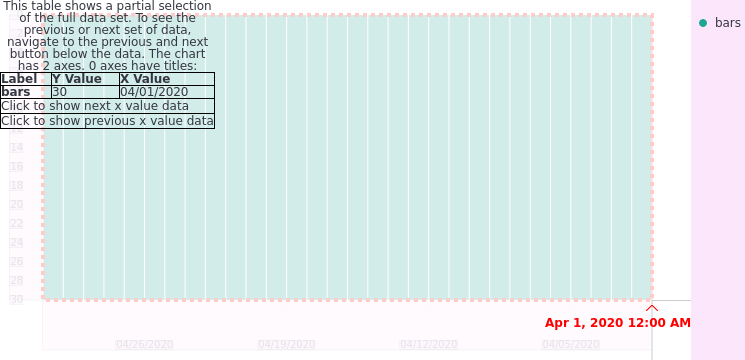 This table shows a partial selection
of the full data set. To see the
previous or next set of data,
navigate to the previous and next
button below the data. The chart
has 2 axes. 0 axes have titles:
Label Y Value X Value
bars 30 04/01/2020
Click to show next x value data
Click to show previous x value data
bars
14
16
18
20
22
24
26
28
30
Apr 1, 2020 12:00 AM
04/26/2020 04/19/2020 04/12/2020 04/05/2020